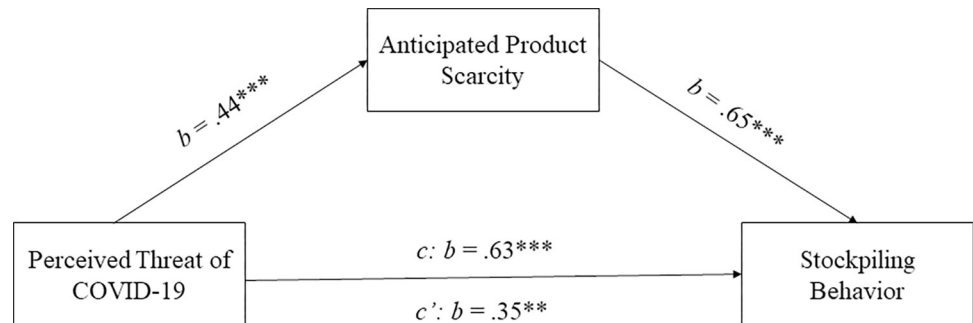 Anticipated Product
Scarcity
b = .44***
b = .65***
Perceived Threat of
COVID-19
c: b = .63***
c’: b = .35**
Stockpiling
Behavior